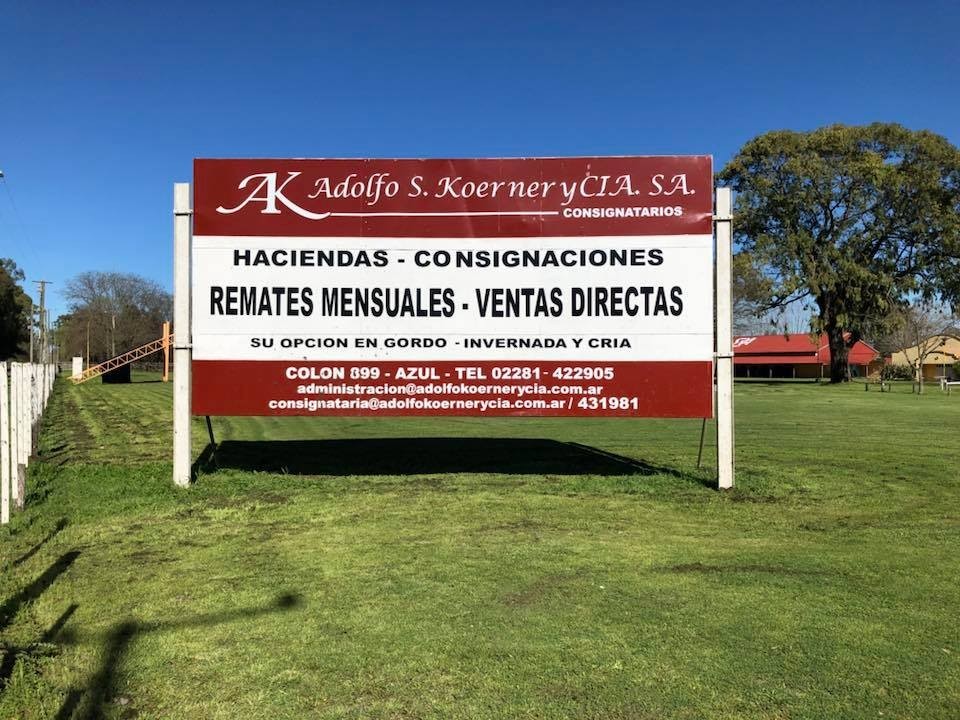 AK Adolfo S. Koerner y CIA. SA.
CONSIGNATARIOS
HACIENDAS - CONSIGNACIONES
REMATES MENSUALES - VENTAS DIRECTAS
SU OPCION EN GORDO - INVERNADA Y CRIA
COLON 899 - AZUL - TEL 02281 - 422905
administracion@adolfokoernerycia.com.ar
consignataria@adolfokoernerycia.com.ar / 431981